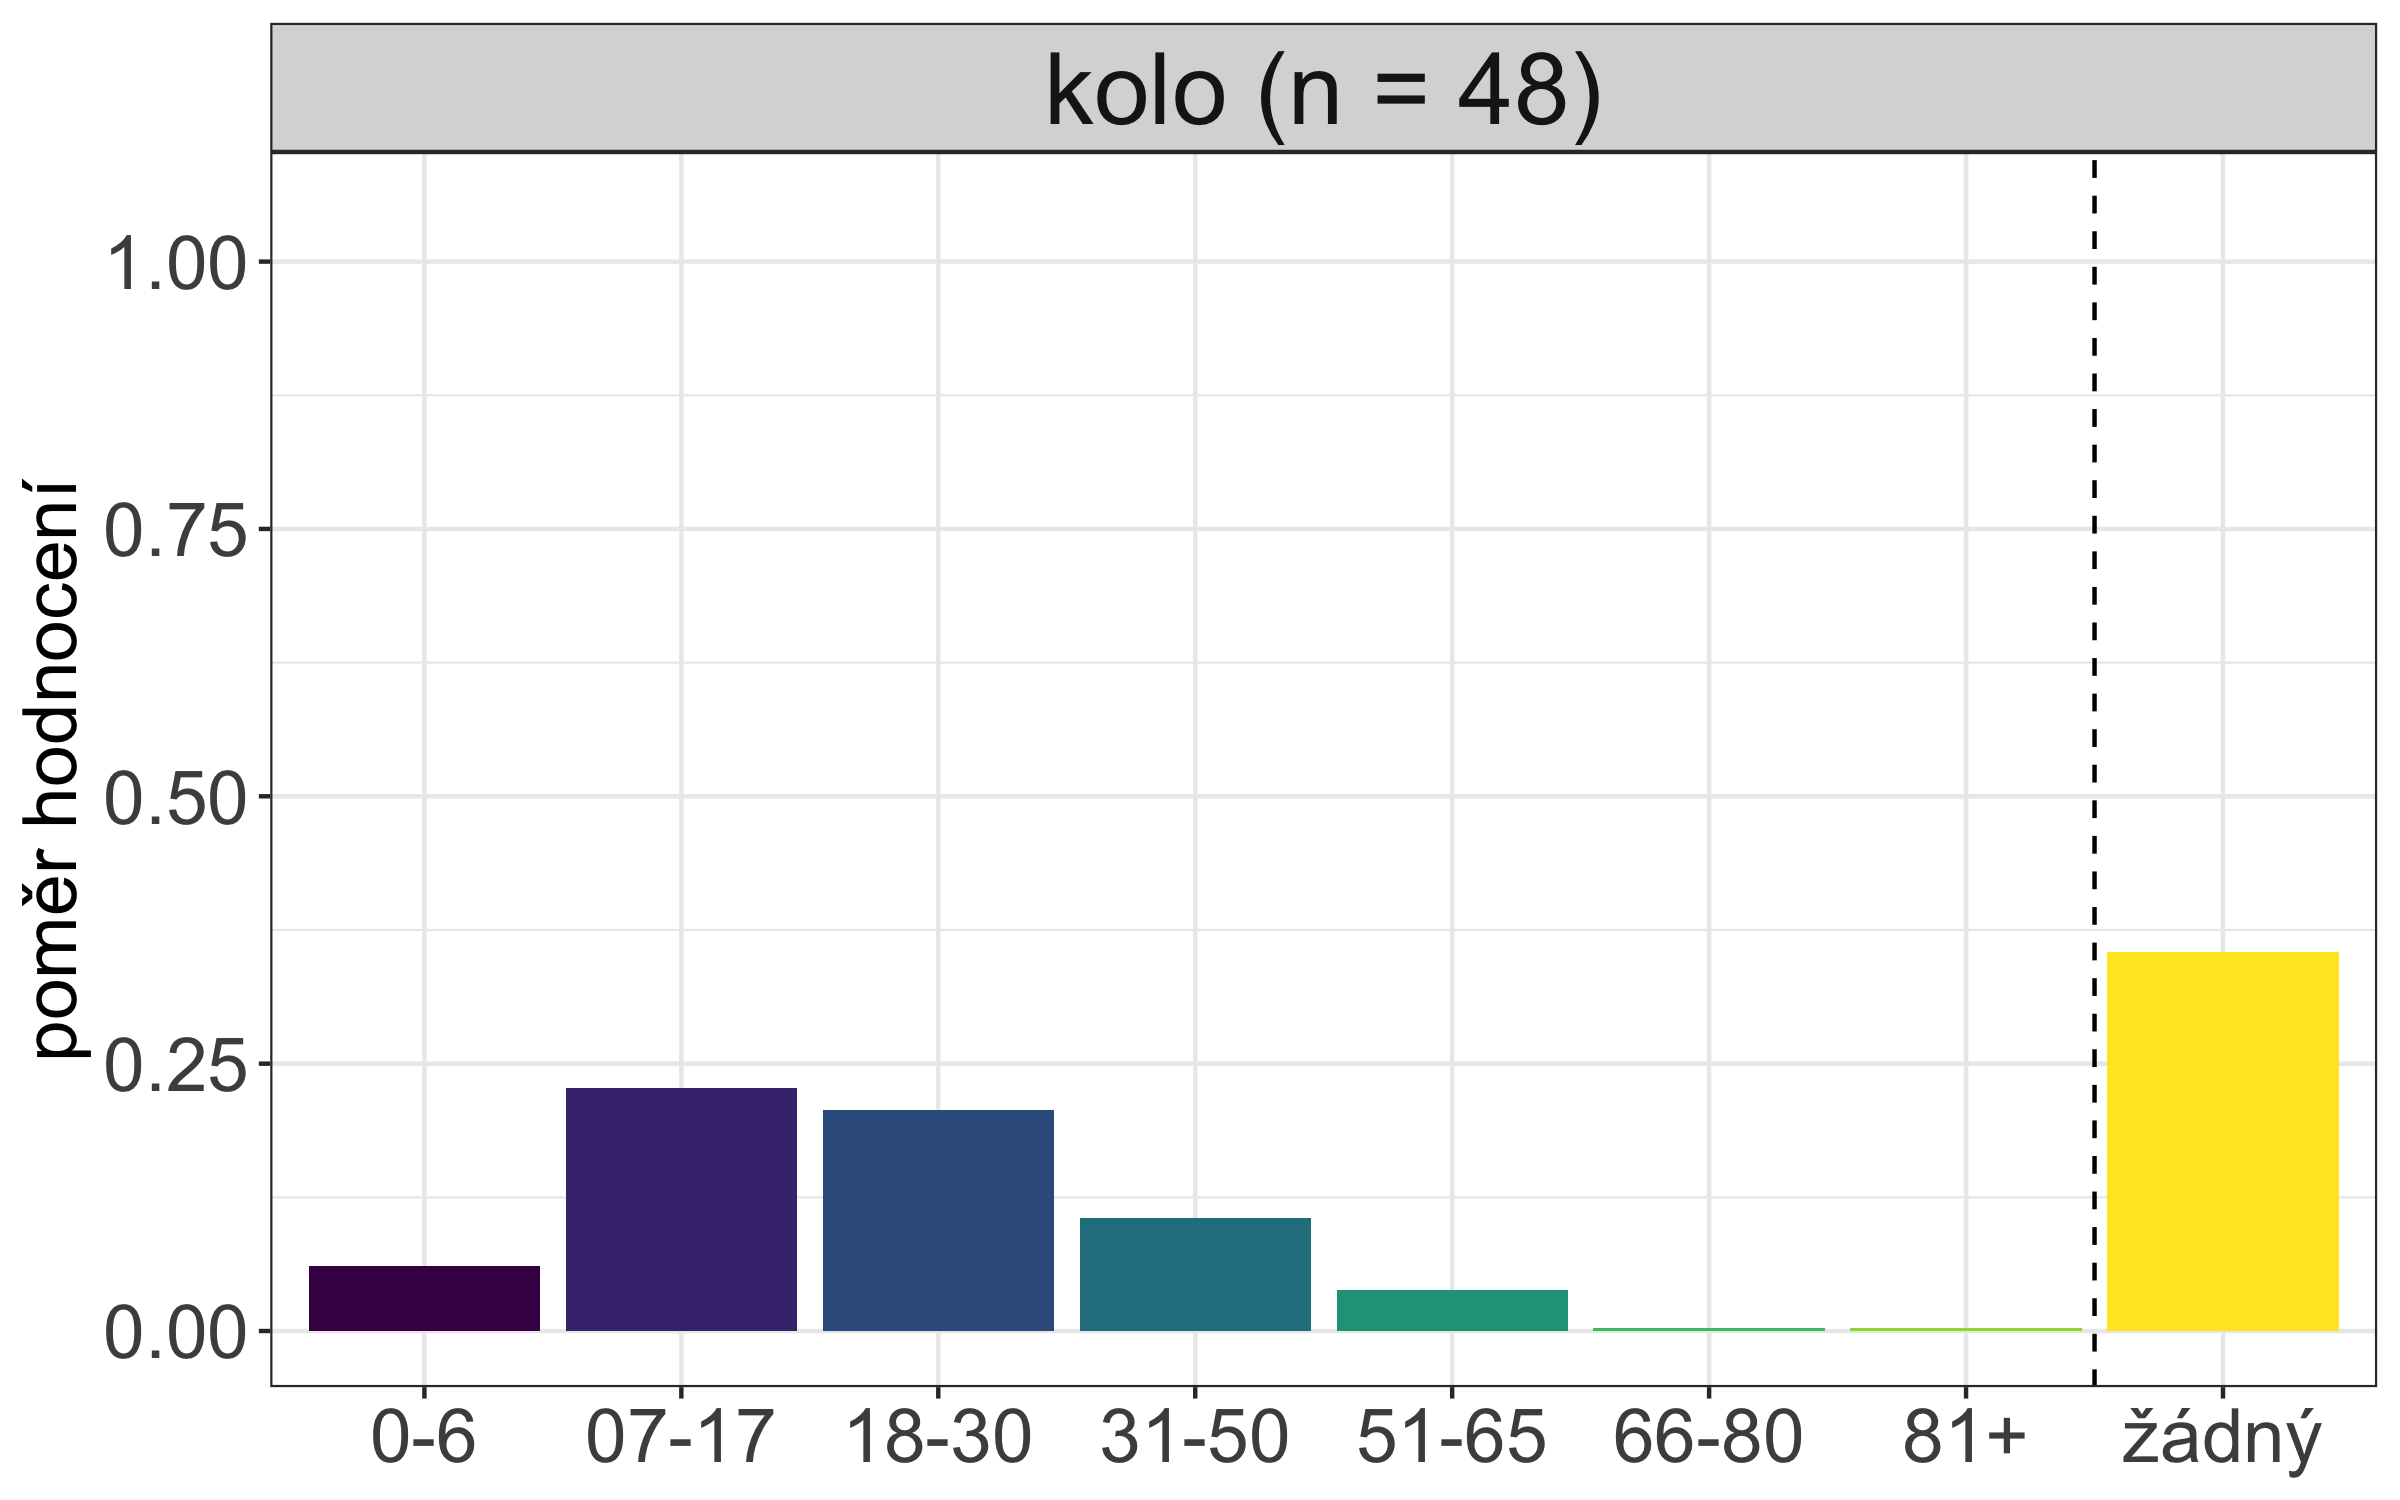 kolo (n = 48)
poměr hodnocení
1.00
0.75
0.50
0.25
0.00
0-6 07-17 18-30 31-50 51-65 66-80 81+ žádný